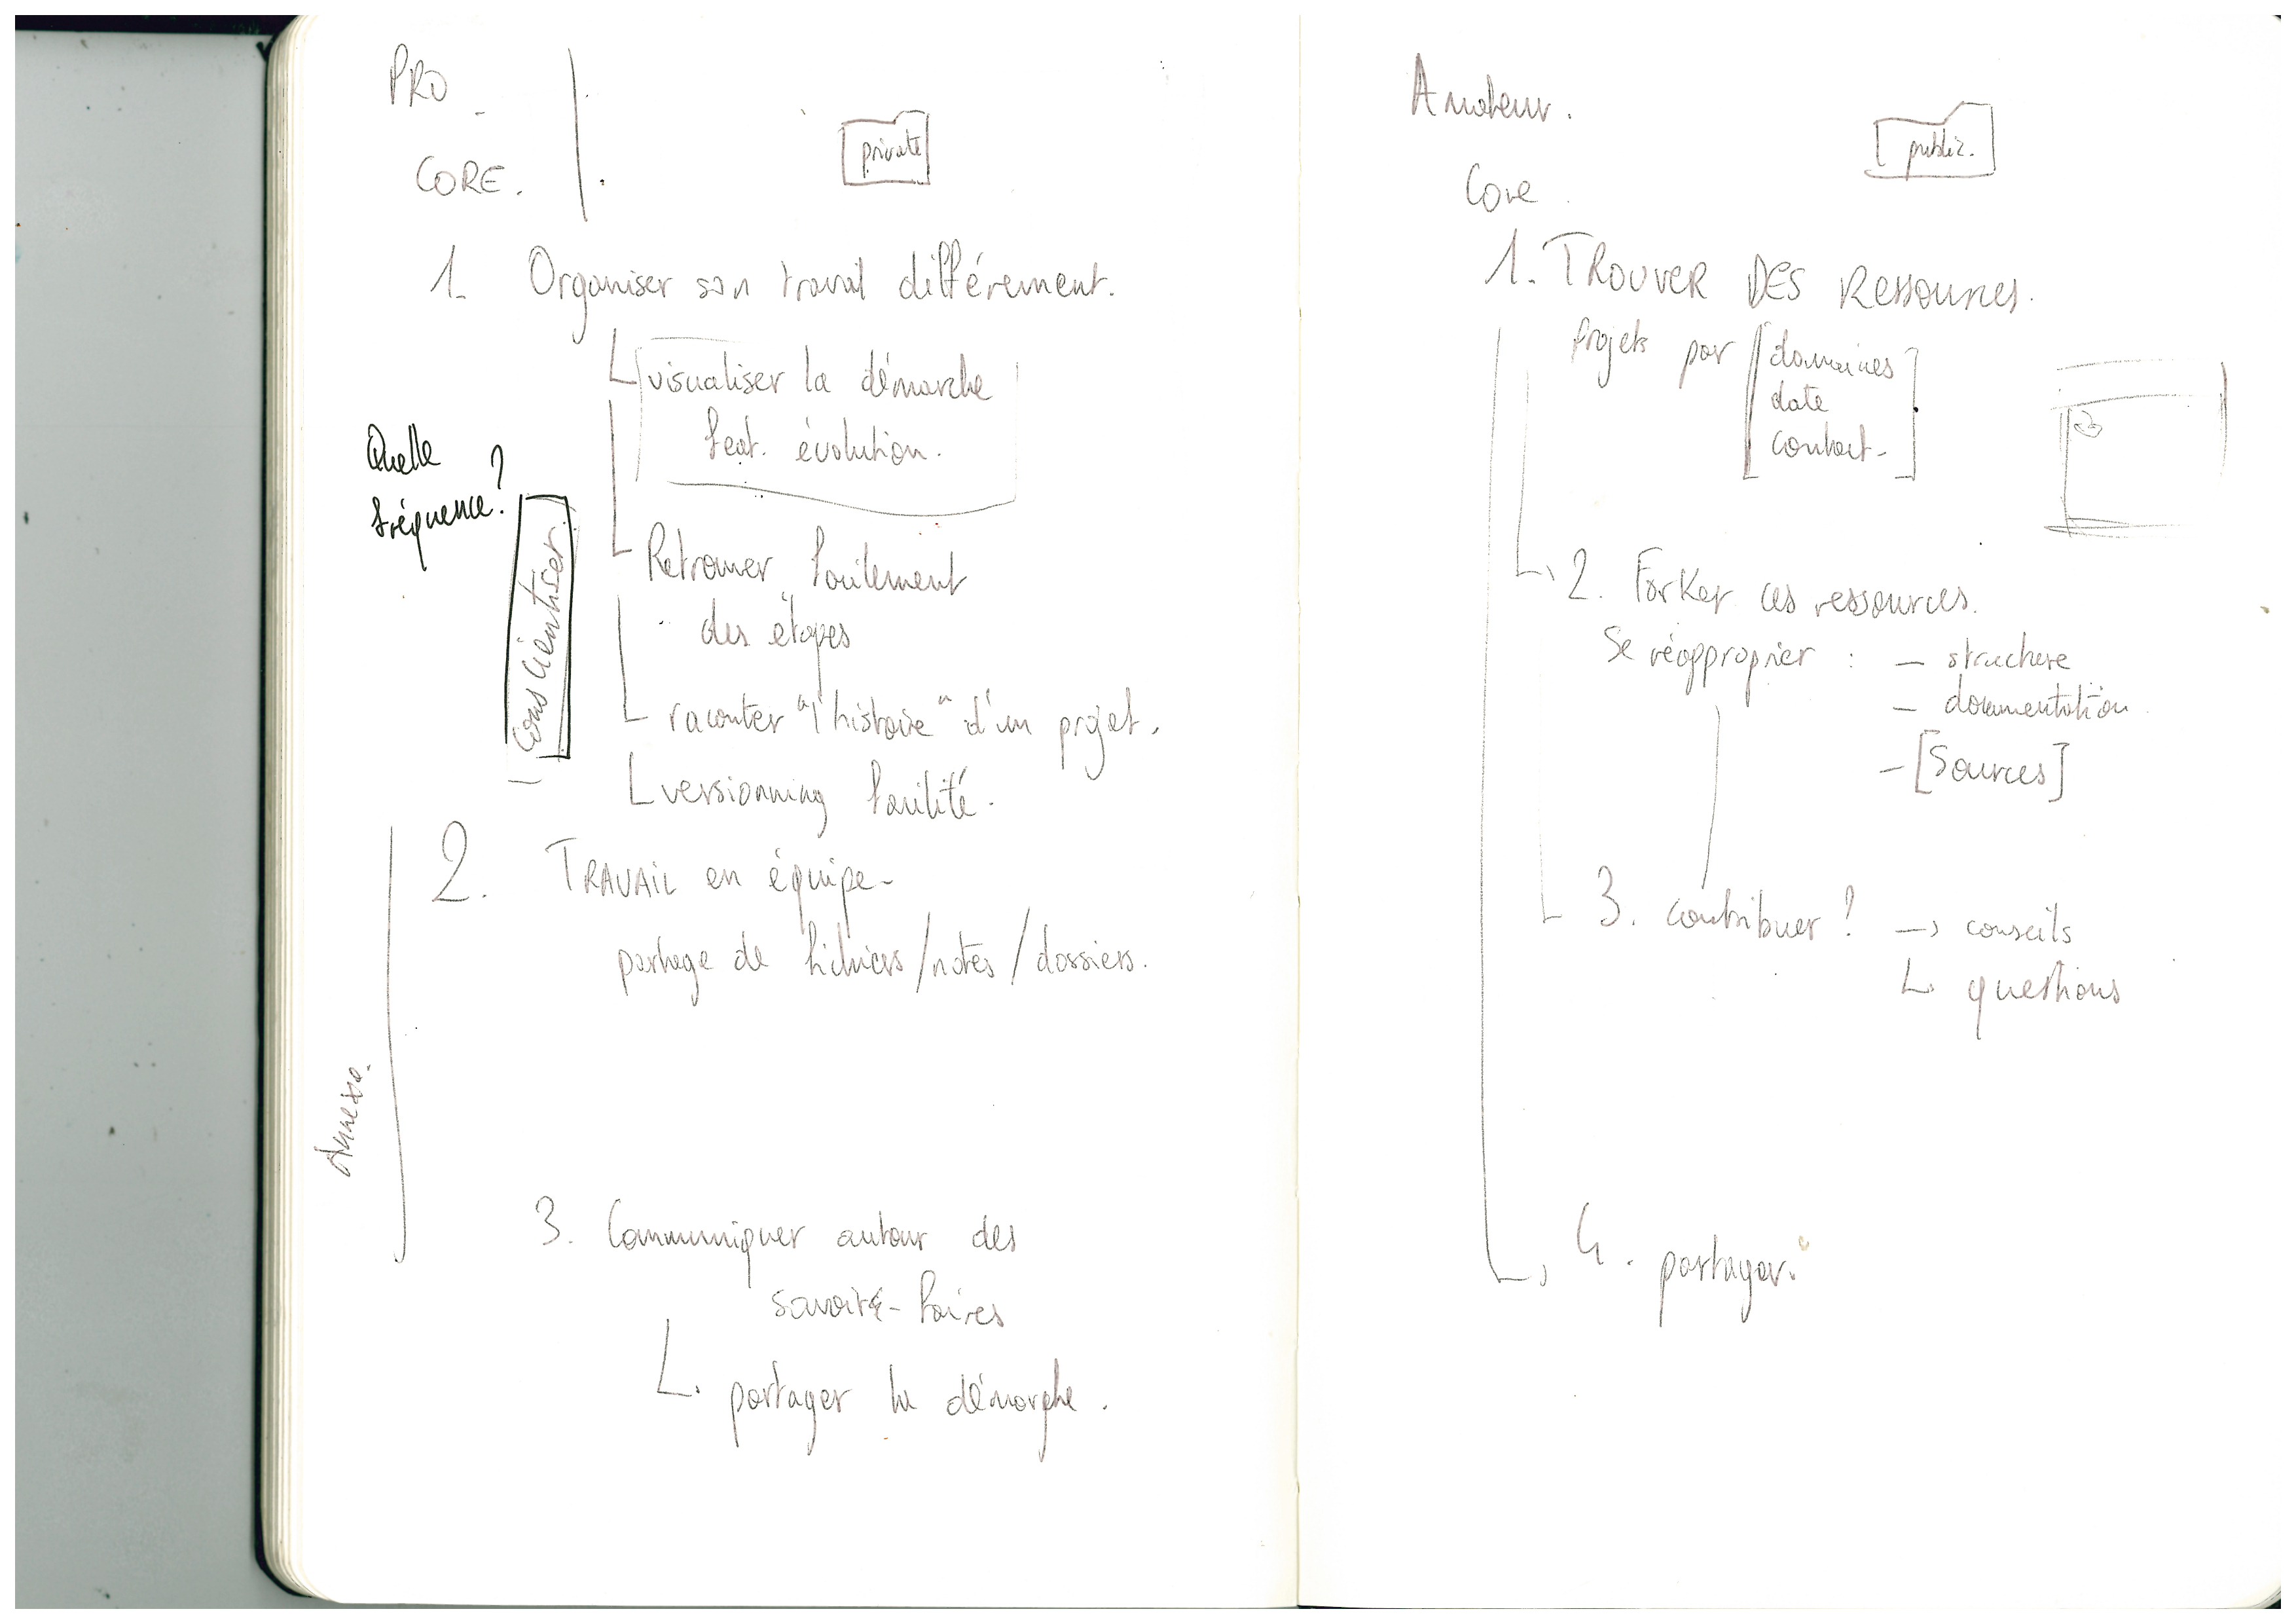 PRO
CORE.
private
1. Organiser son travail différement.
visualiser la démarche
feat. évolution.
Quelle
fréquence?
Conscientiser
Retrouver facilement
des étapes
raconter "l'histoire" d'un projet.
versionning facilité.
2. TRAVAIL en équipe-
partage de fichiers/notes/dossiers.
Annexe.
3. Communiquer autour des
savoirs-faires
partager la démarche.
Amateur.
public.
Core
1. TROUVER DES RESSOURCES.
Projets par [domaines
date
contact-]
2. Forker ces ressources.
Se réapproprier : - structure
- documentation
- [Sources]
3. contribuer? → conseils
questions
4. partager.